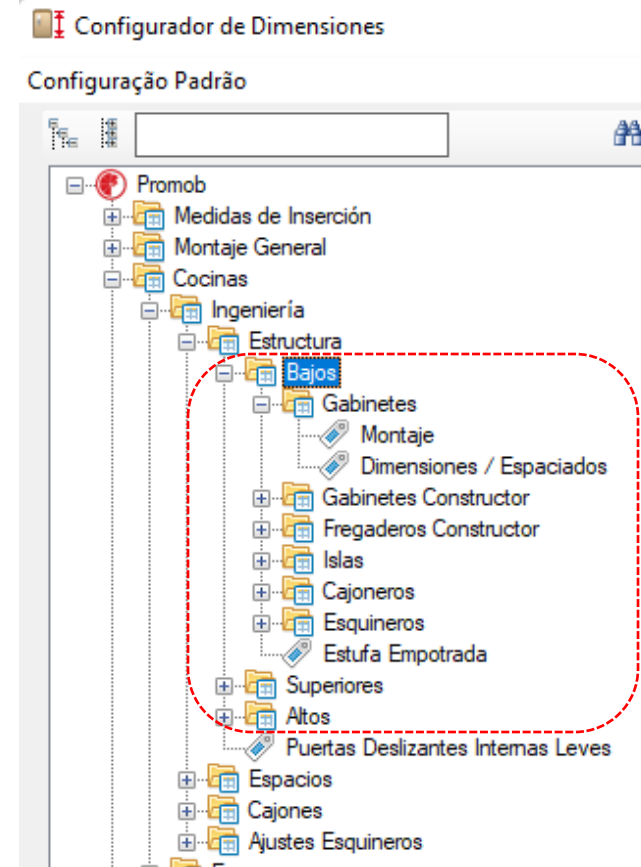 Configurador de Dimensiones
Configuração Padrão
Promob
Medidas de Inserción
Montaje General
Cocinas
Ingeniería
Estructura
Bajos
Gabinetes
Montaje
Dimensiones / Espaciados
Gabinetes Constructor
Fregaderos Constructor
Islas
Cajoneros
Esquineros
Estufa Empotrada
Superiores
Altos
Puertas Deslizantes Internas Leves
Espacios
Cajones
Ajustes Esquineros